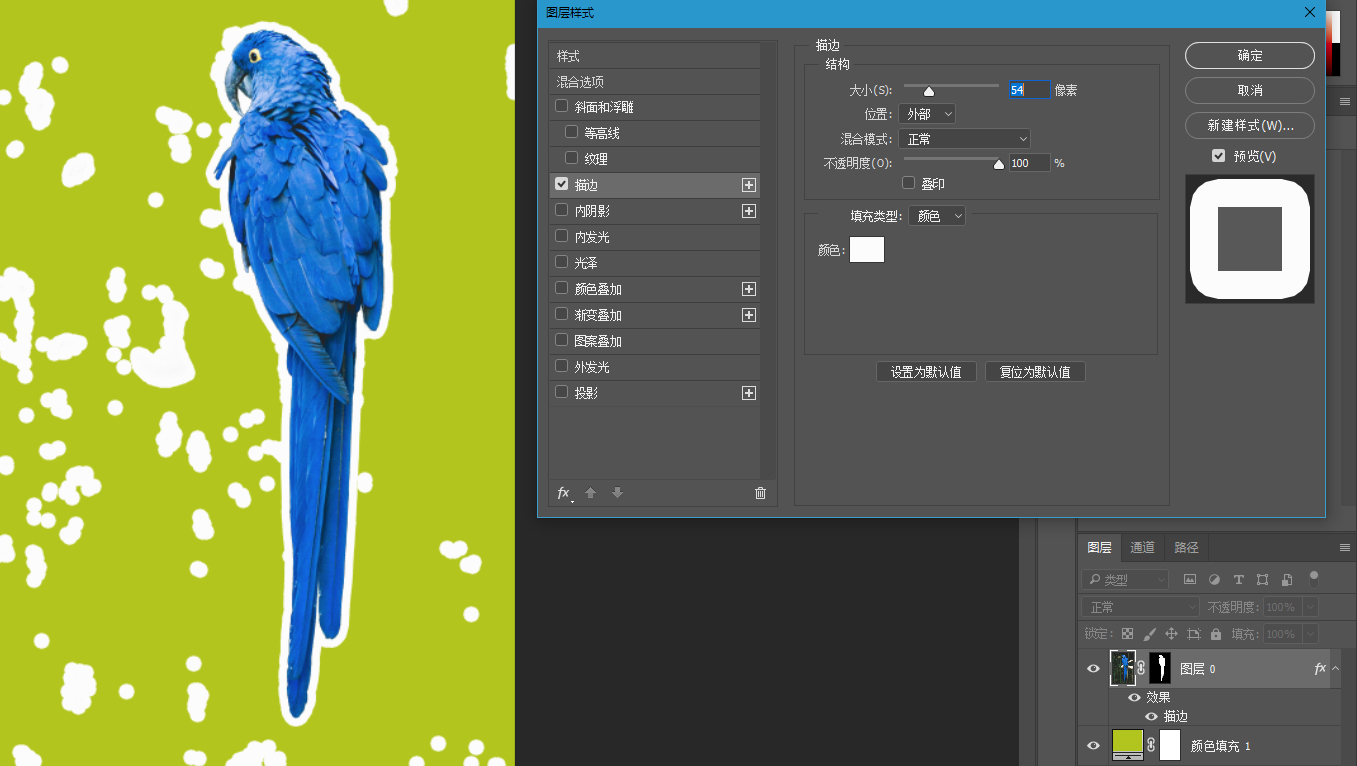 图层样式
样式
混合选项
斜面和浮雕
等高线
纹理
描边
内阴影
内发光
光泽
颜色叠加
渐变叠加
图案叠加
外发光
投影
fx
描边
结构
大小(S): 54 像素
位置: 外部
混合模式: 正常
不透明度(O): 100 %
叠印
填充类型: 颜色
颜色:
设置为默认值 复位为默认值
确定
取消
新建样式(W)...
预览(V)
图层 通道 路径
类型
正常 不透明度: 100%
锁定: 填充: 100%
图层 0 fx
效果
描边
颜色填充 1